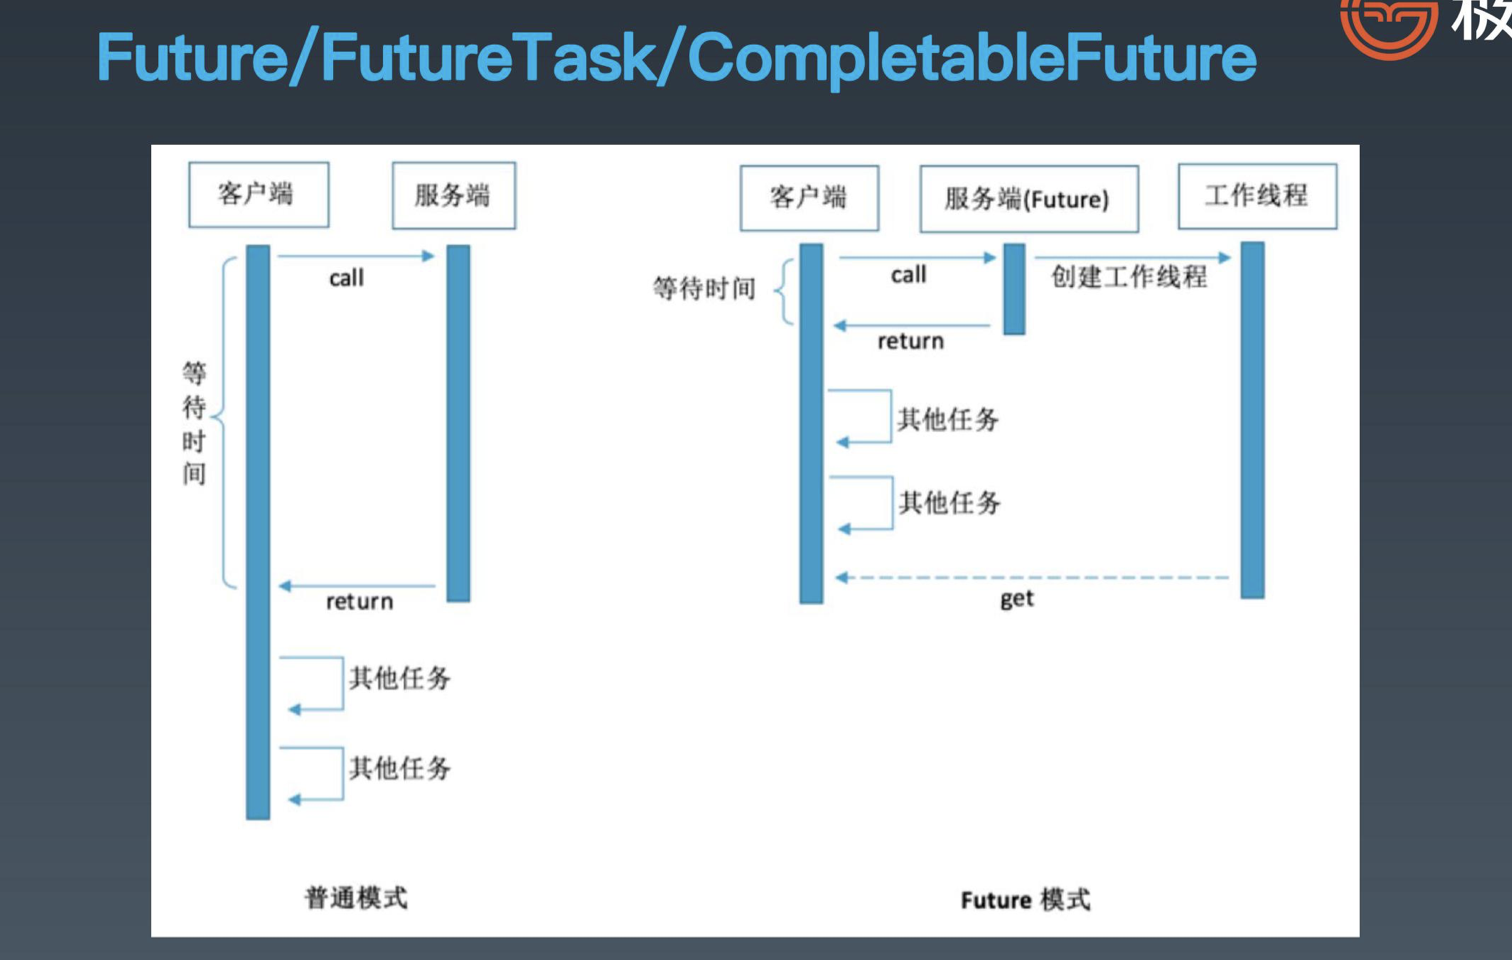 Future/FutureTask/CompletableFuture
极
客户端
服务端
call
等待时间
return
其他任务
其他任务
普通模式
客户端
服务端(Future)
工作线程
等待时间
call
创建工作线程
return
其他任务
其他任务
get
Future 模式